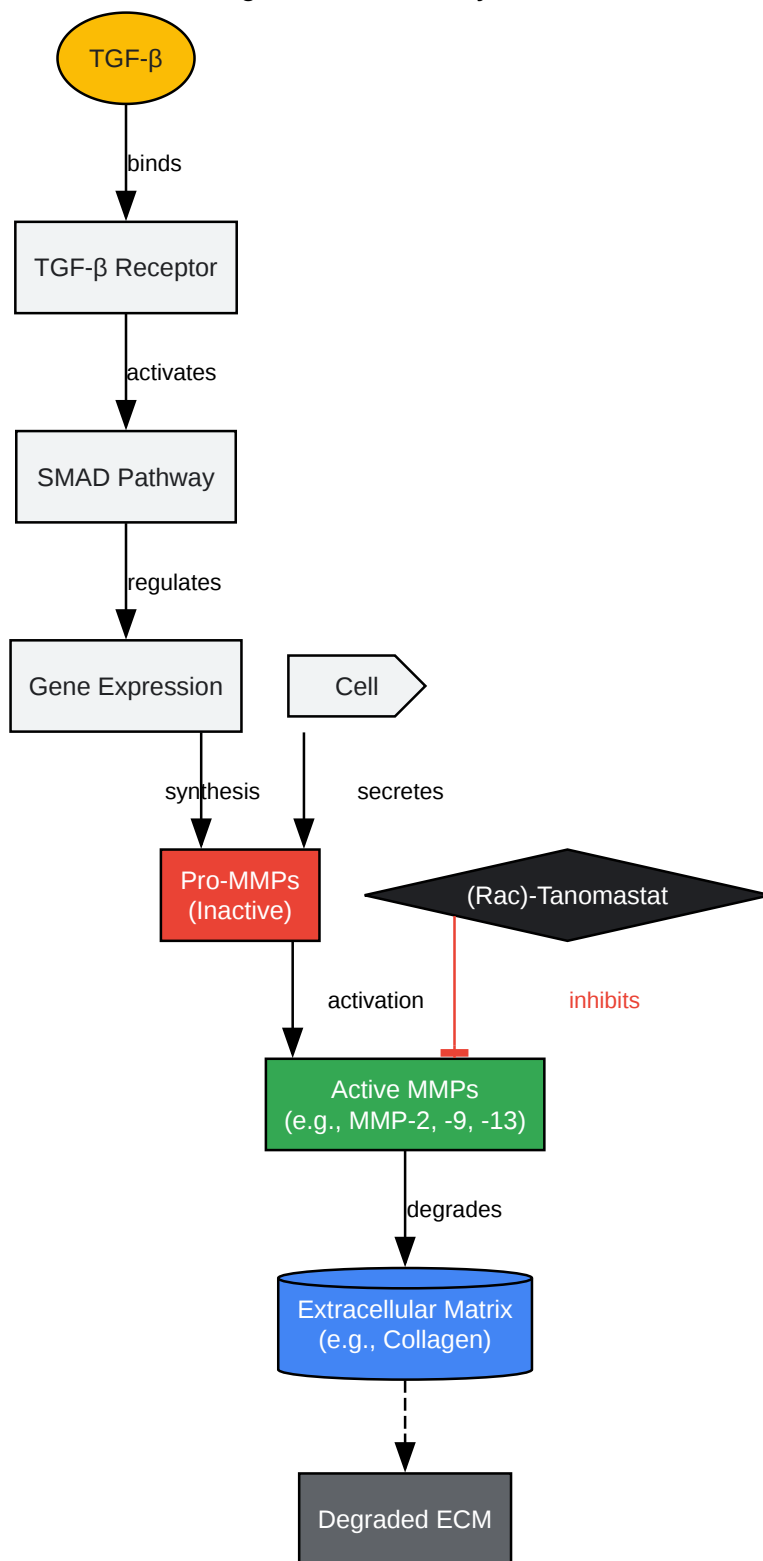 TGF-β
binds
TGF-β Receptor
activates
SMAD Pathway
regulates
Gene Expression
Cell
synthesis
secretes
Pro-MMPs
(Inactive)
(Rac)-Tanomastat
activation
inhibits
Active MMPs
(e.g., MMP-2, -9, -13)
degrades
Extracellular Matrix
(e.g., Collagen)
Degraded ECM